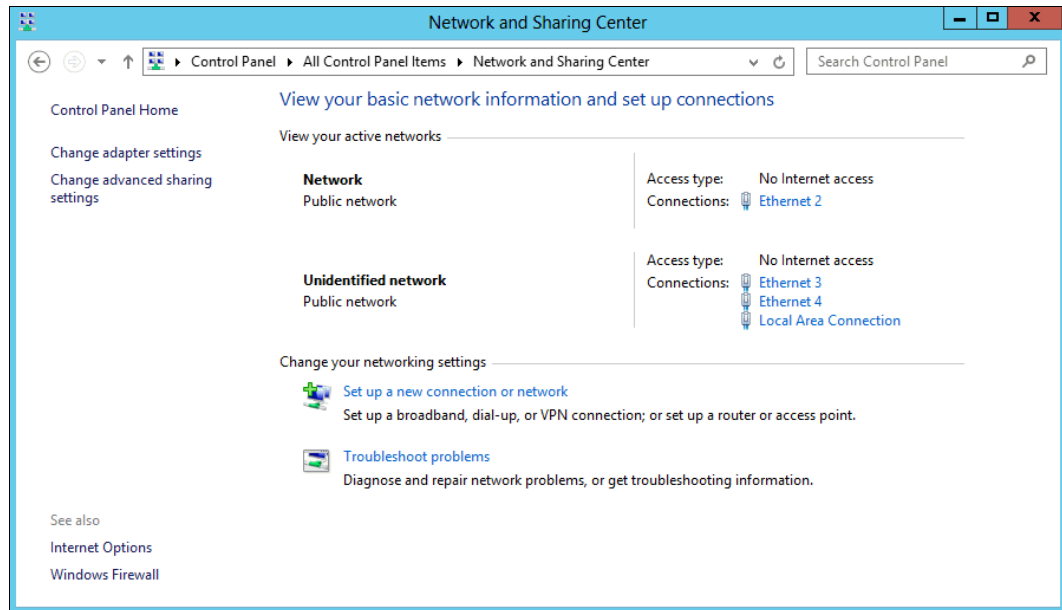 Network and Sharing Center
Control Panel ▸ All Control Panel Items ▸ Network and Sharing Center
Search Control Panel
Control Panel Home
Change adapter settings
Change advanced sharing
settings
See also
Internet Options
Windows Firewall
View your basic network information and set up connections
View your active networks
Network
Public network
Access type: No Internet access
Connections: Ethernet 2
Unidentified network
Public network
Access type: No Internet access
Connections: Ethernet 3
Ethernet 4
Local Area Connection
Change your networking settings
Set up a new connection or network
Set up a broadband, dial-up, or VPN connection; or set up a router or access point.
Troubleshoot problems
Diagnose and repair network problems, or get troubleshooting information.